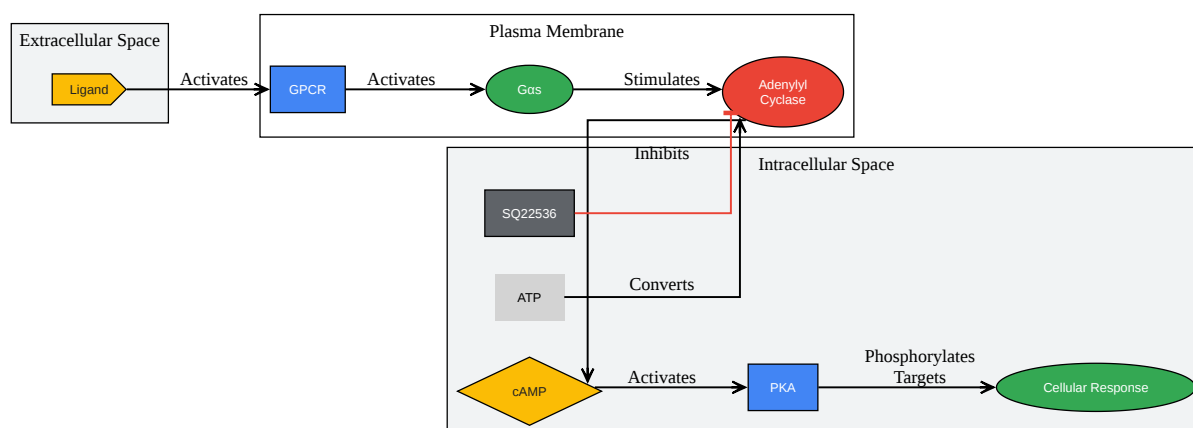 Extracellular Space
Plasma Membrane
Ligand
Activates
GPCR
Activates
Gαs
Stimulates
Adenylyl
Cyclase
Inhibits
Intracellular Space
SQ22536
ATP
Converts
cAMP
Activates
PKA
Phosphorylates
Targets
Cellular Response